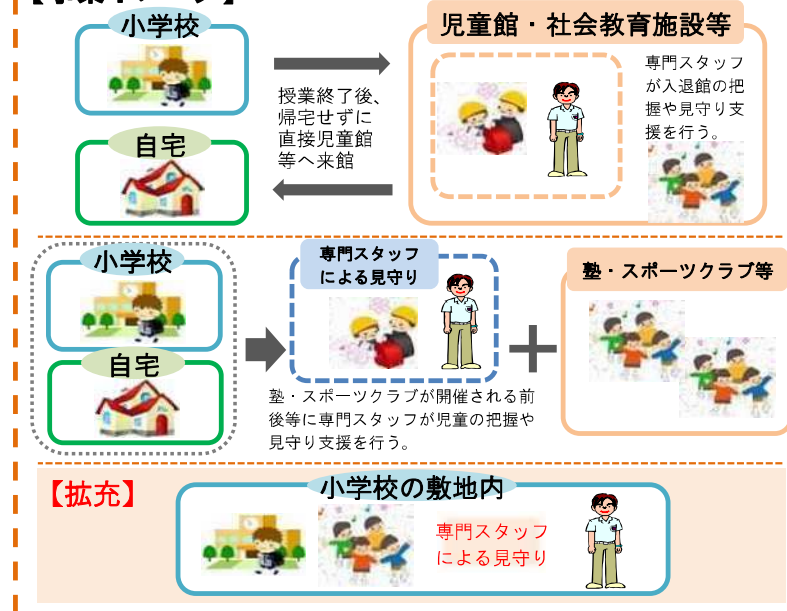 小学校
児童館・社会教育施設等
専門スタッフ
が入退館の把
握や見守り支
援を行う。
授業終了後、
帰宅せずに
直接児童館
等へ来館
自宅
小学校
自宅
専門スタッフ
による見守り
塾・スポーツクラブ等
塾・スポーツクラブが開催される前
後等に専門スタッフが児童の把握や
見守り支援を行う。
【拡充】
小学校の敷地内
専門スタッフ
による見守り